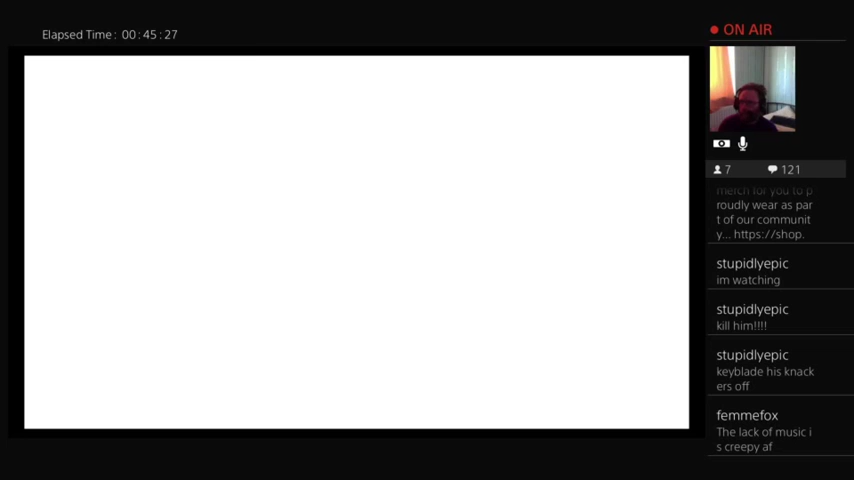 Elapsed Time: 00:45:27
ON AIR
7 121
merch for you to p
roudly wear as par
t of our communit
y... https://shop.
stupidlyepic
im watching
stupidlyepic
kill him!!!!
stupidlyepic
keyblade his knack
ers off
femmefox
The lack of music i
s creepy af